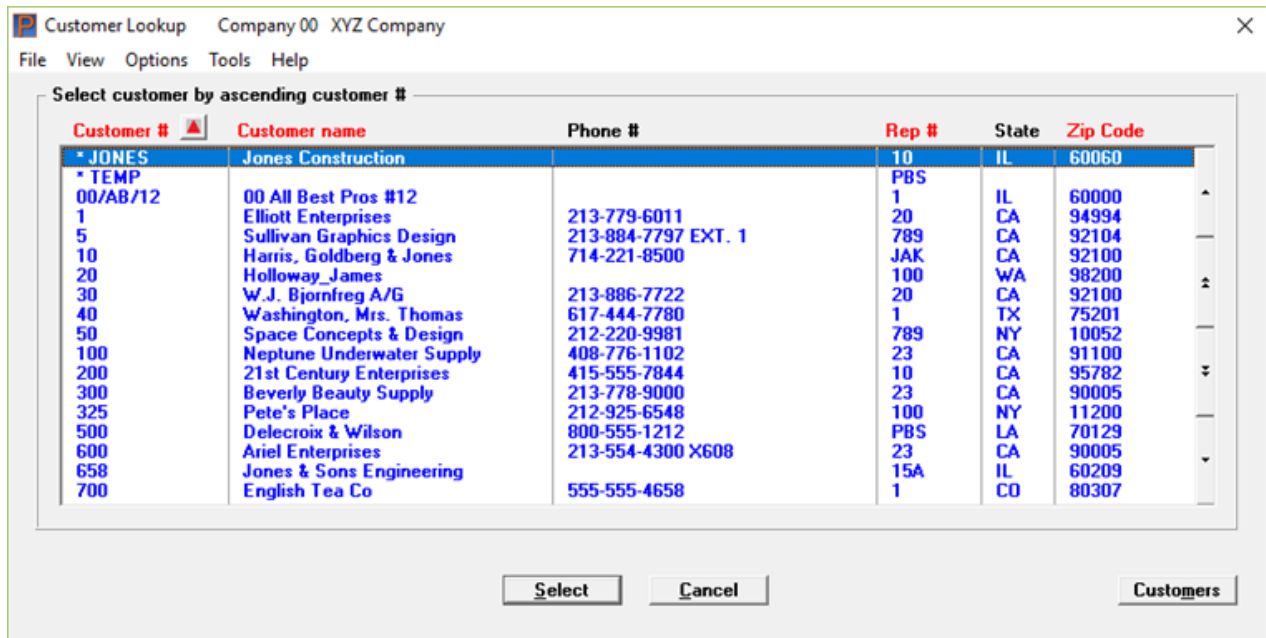 Customer Lookup Company 00 XYZ Company
File View Options Tools Help
Select customer by ascending customer #
Customer # Customer name Phone # Rep # State Zip Code
* JONES Jones Construction 10 IL 60060
* TEMP PBS
00/AB/12 00 All Best Pros #12 1 IL 60000
1 Elliott Enterprises 213-779-6011 20 CA 94994
5 Sullivan Graphics Design 213-884-7797 EXT. 1 789 CA 92104
10 Harris, Goldberg & Jones 714-221-8500 JAK CA 92100
20 Holloway_James 100 WA 98200
30 W.J. Bjornfreg A/G 213-886-7722 20 CA 92100
40 Washington, Mrs. Thomas 617-444-7780 1 TX 75201
50 Space Concepts & Design 212-220-9981 789 NY 10052
100 Neptune Underwater Supply 408-776-1102 23 CA 91100
200 21st Century Enterprises 415-555-7844 10 CA 95782
300 Beverly Beauty Supply 213-778-9000 23 CA 90005
325 Pete's Place 212-925-6548 100 NY 11200
500 Delecroix & Wilson 800-555-1212 PBS LA 70129
600 Ariel Enterprises 213-554-4300 X608 23 CA 90005
658 Jones & Sons Engineering 15A IL 60209
700 English Tea Co 555-555-4658 1 CO 80307
Select Cancel Customers